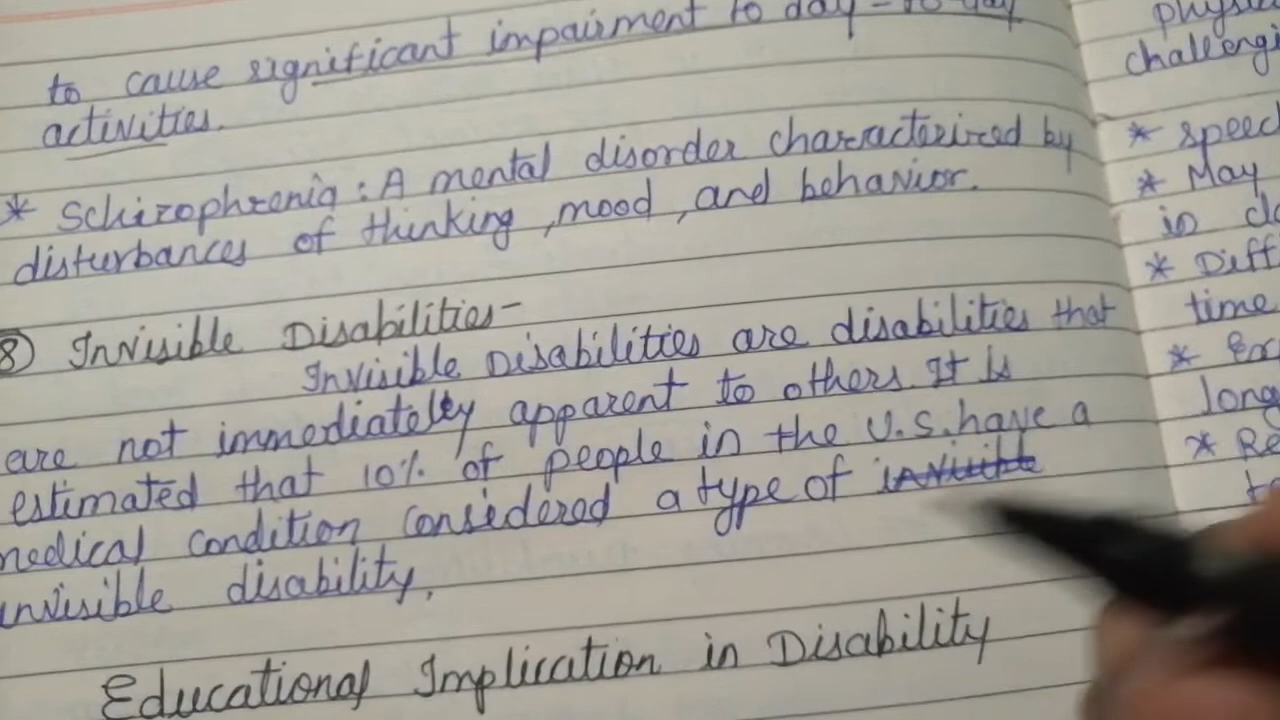 to cause significant impairment to day-to day
activities.
* Schizophrenia : A mental disorder characterized by
disturbances of thinking, mood, and behavior.
8 Invisible Disabilities-
Invisible Disabilities are disabilities that
are not immediately apparent to others. It is
estimated that 10% of people in the U.S. have a
medical condition considered a type of
invisible disability.
Educational Implication in Disability
challengi
* speec
* May
in
* Diff
time
long
* Re